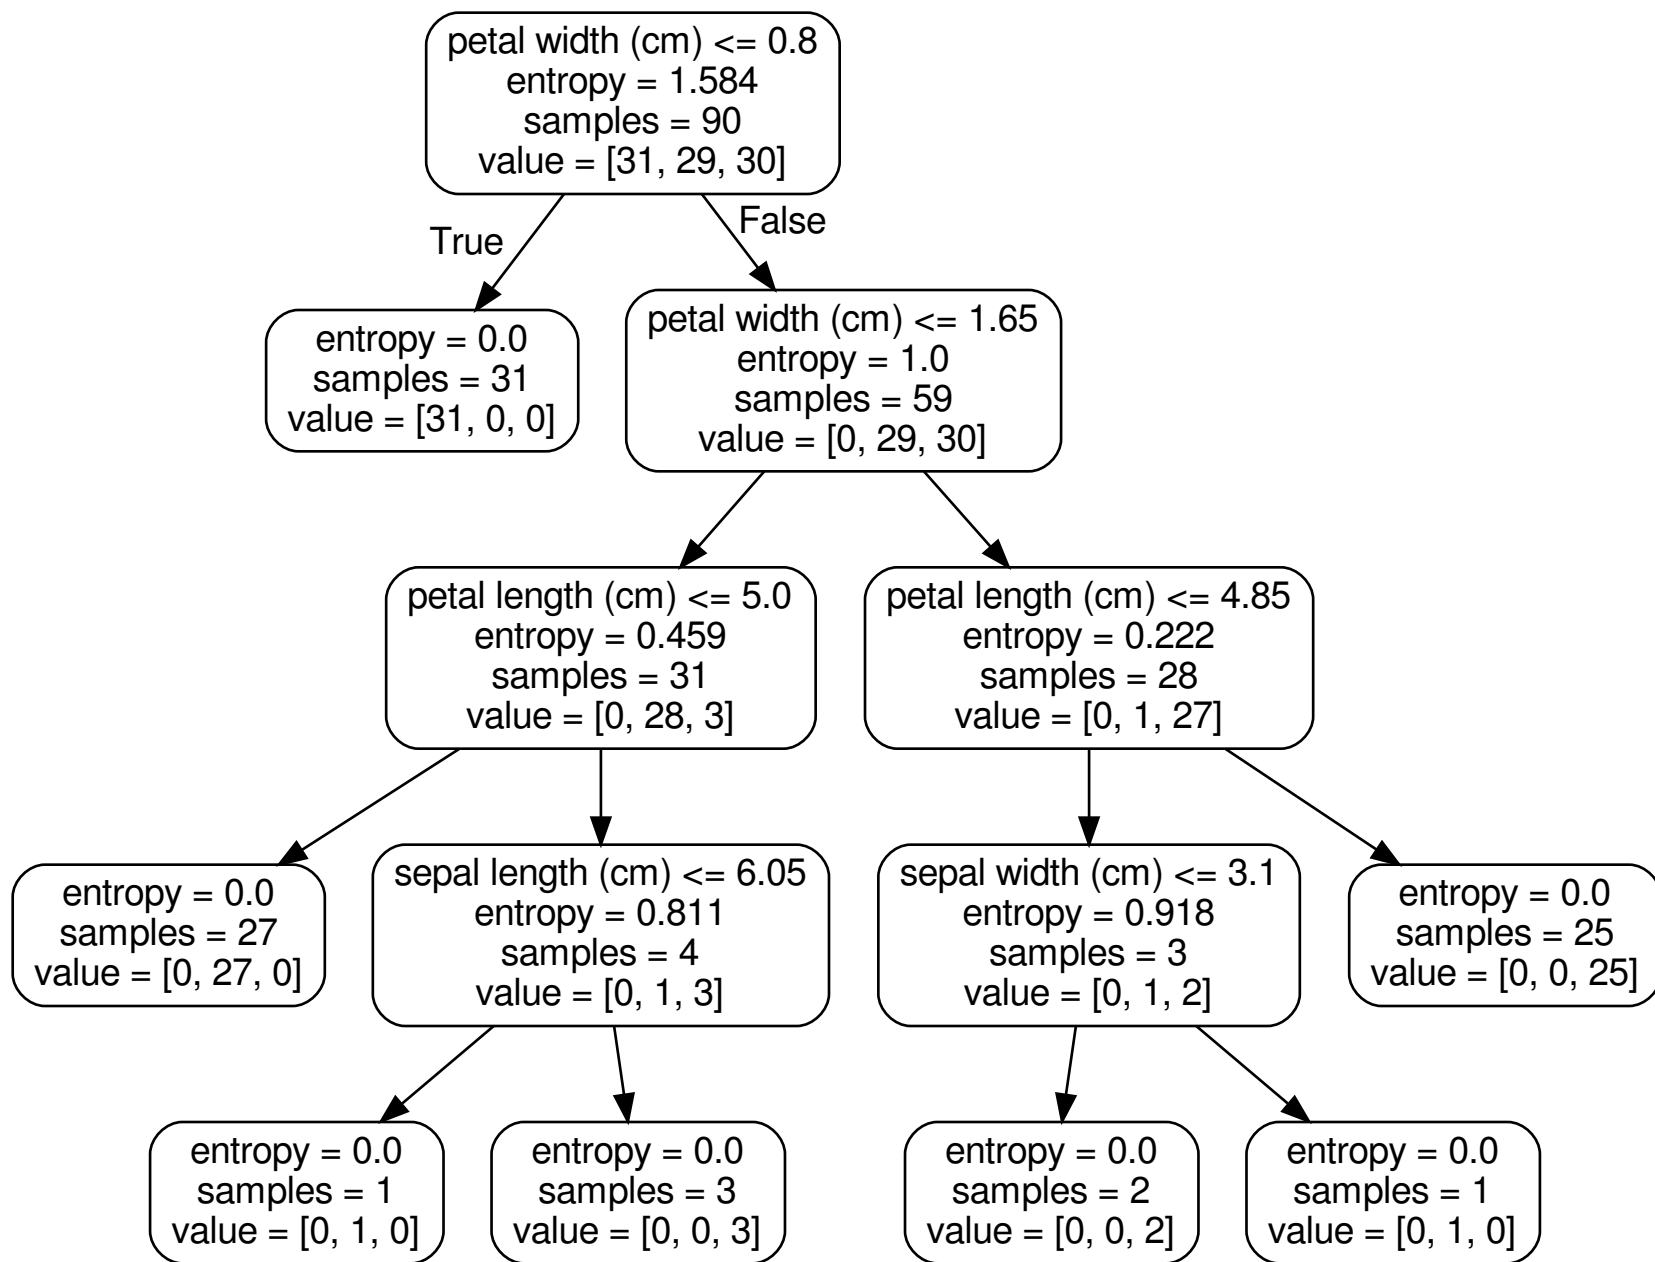 petal width (cm) <= 0.8
entropy = 1.584
samples = 90
value = [31, 29, 30]
True
False
entropy = 0.0
samples = 31
value = [31, 0, 0]
petal width (cm) <= 1.65
entropy = 1.0
samples = 59
value = [0, 29, 30]
petal length (cm) <= 5.0
entropy = 0.459
samples = 31
value = [0, 28, 3]
petal length (cm) <= 4.85
entropy = 0.222
samples = 28
value = [0, 1, 27]
entropy = 0.0
samples = 27
value = [0, 27, 0]
sepal length (cm) <= 6.05
entropy = 0.811
samples = 4
value = [0, 1, 3]
sepal width (cm) <= 3.1
entropy = 0.918
samples = 3
value = [0, 1, 2]
entropy = 0.0
samples = 25
value = [0, 0, 25]
entropy = 0.0
samples = 1
value = [0, 1, 0]
entropy = 0.0
samples = 3
value = [0, 0, 3]
entropy = 0.0
samples = 2
value = [0, 0, 2]
entropy = 0.0
samples = 1
value = [0, 1, 0]